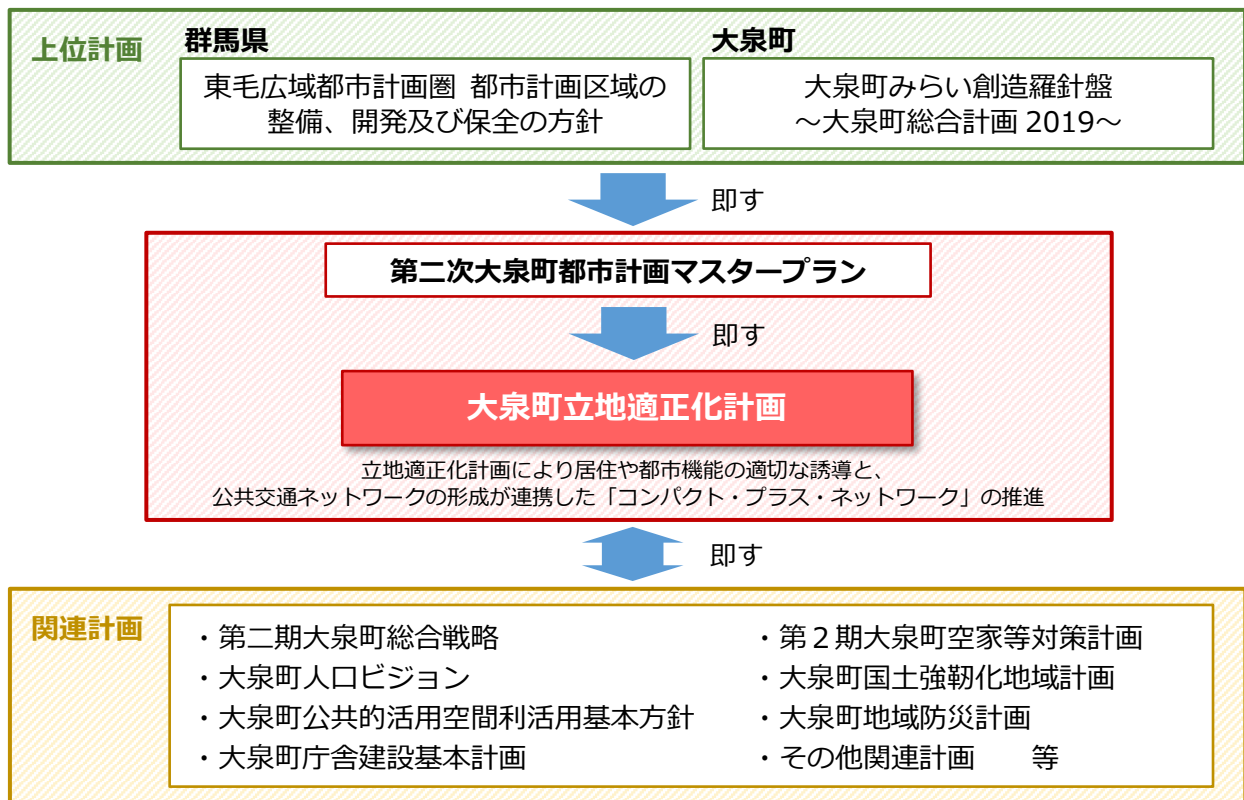 上位計画
群馬県
東毛広域都市計画圏 都市計画区域の
整備、開発及び保全の方針
大泉町
大泉町みらい創造羅針盤
～大泉町総合計画 2019～
即す
第二次大泉町都市計画マスタープラン
即す
大泉町立地適正化計画
立地適正化計画により居住や都市機能の適切な誘導と、
公共交通ネットワークの形成が連携した「コンパクト・プラス・ネットワーク」の推進
即す
関連計画
・第二期大泉町総合戦略
・大泉町人口ビジョン
・大泉町公共的活用空間利活用基本方針
・大泉町庁舎建設基本計画
・第２期大泉町空家等対策計画
・大泉町国土強靭化地域計画
・大泉町地域防災計画
・その他関連計画　　等